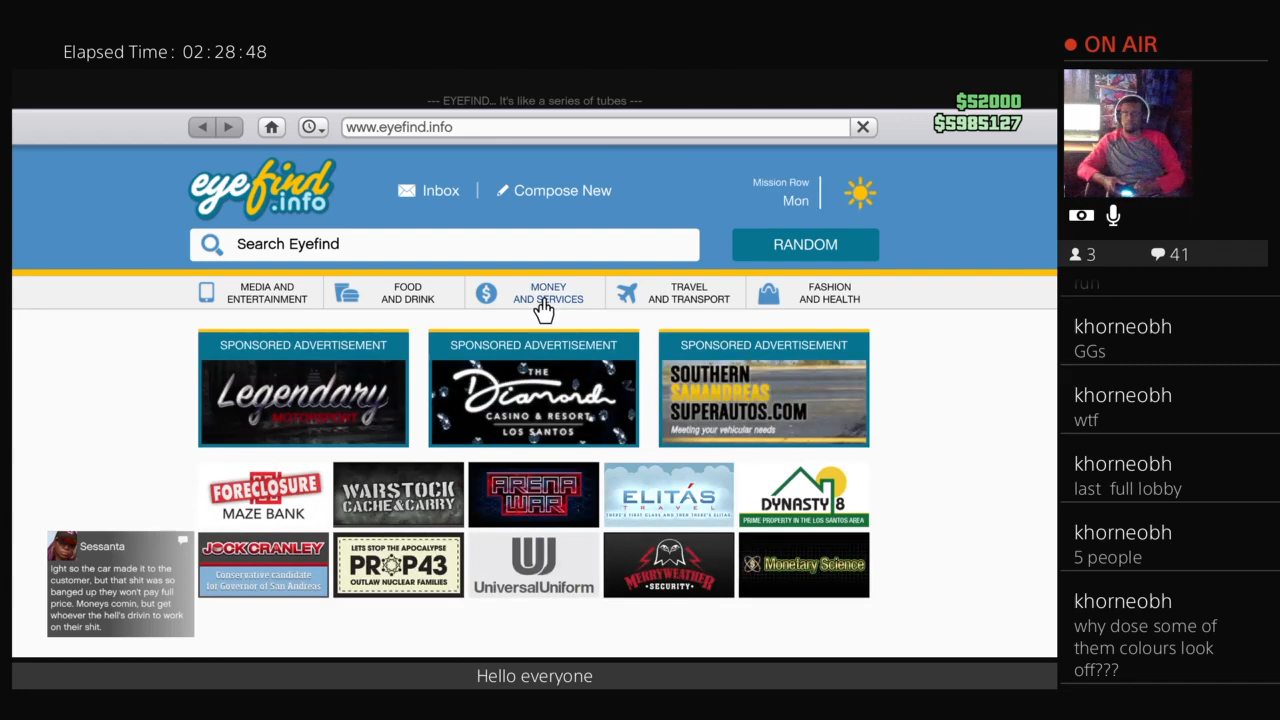 Elapsed Time: 02:28:48
ON AIR
--- EYEFIND... It's like a series of tubes ---
$52000
$5985127
www.eyefind.info
eyefind
.info
Inbox
Compose New
Mission Row
Mon
Search Eyefind
RANDOM
MEDIA AND
ENTERTAINMENT
FOOD
AND DRINK
MONEY
AND SERVICES
TRAVEL
AND TRANSPORT
FASHION
AND HEALTH
SPONSORED ADVERTISEMENT
Legendary
MOTORSPORT
SPONSORED ADVERTISEMENT
THE
Diamond
CASINO & RESORT
LOS SANTOS
SPONSORED ADVERTISEMENT
SOUTHERN
SANANDREAS
SUPERAUTOS.COM
Meeting your vehicular needs
FORECLOSURE
MAZE BANK
WARSTOCK
CACHE & CARRY
ARENA
WAR
ELITÁS
TRAVEL
THERE'S FIRST CLASS AND THEN THERE'S ELITAS.
DYNASTY 8
PRIME PROPERTY IN THE LOS SANTOS AREA
JOCK CRANLEY
Conservative candidate
for Governor of San Andreas
LETS STOP THE APOCALYPSE
PROP43
OUTLAW NUCLEAR FAMILIES
UniversalUniform
MERRYWEATHER
SECURITY
Monetary Science
Sessanta
Ight so the car made it to the
customer, but that shit was so
banged up they won't pay full
price. Moneys comin, but get
whoever the hell's drivin to work
on their shit.
Hello everyone
3
41
khorneobh
GGs
khorneobh
wtf
khorneobh
last full lobby
khorneobh
5 people
khorneobh
why dose some of
them colours look
off???